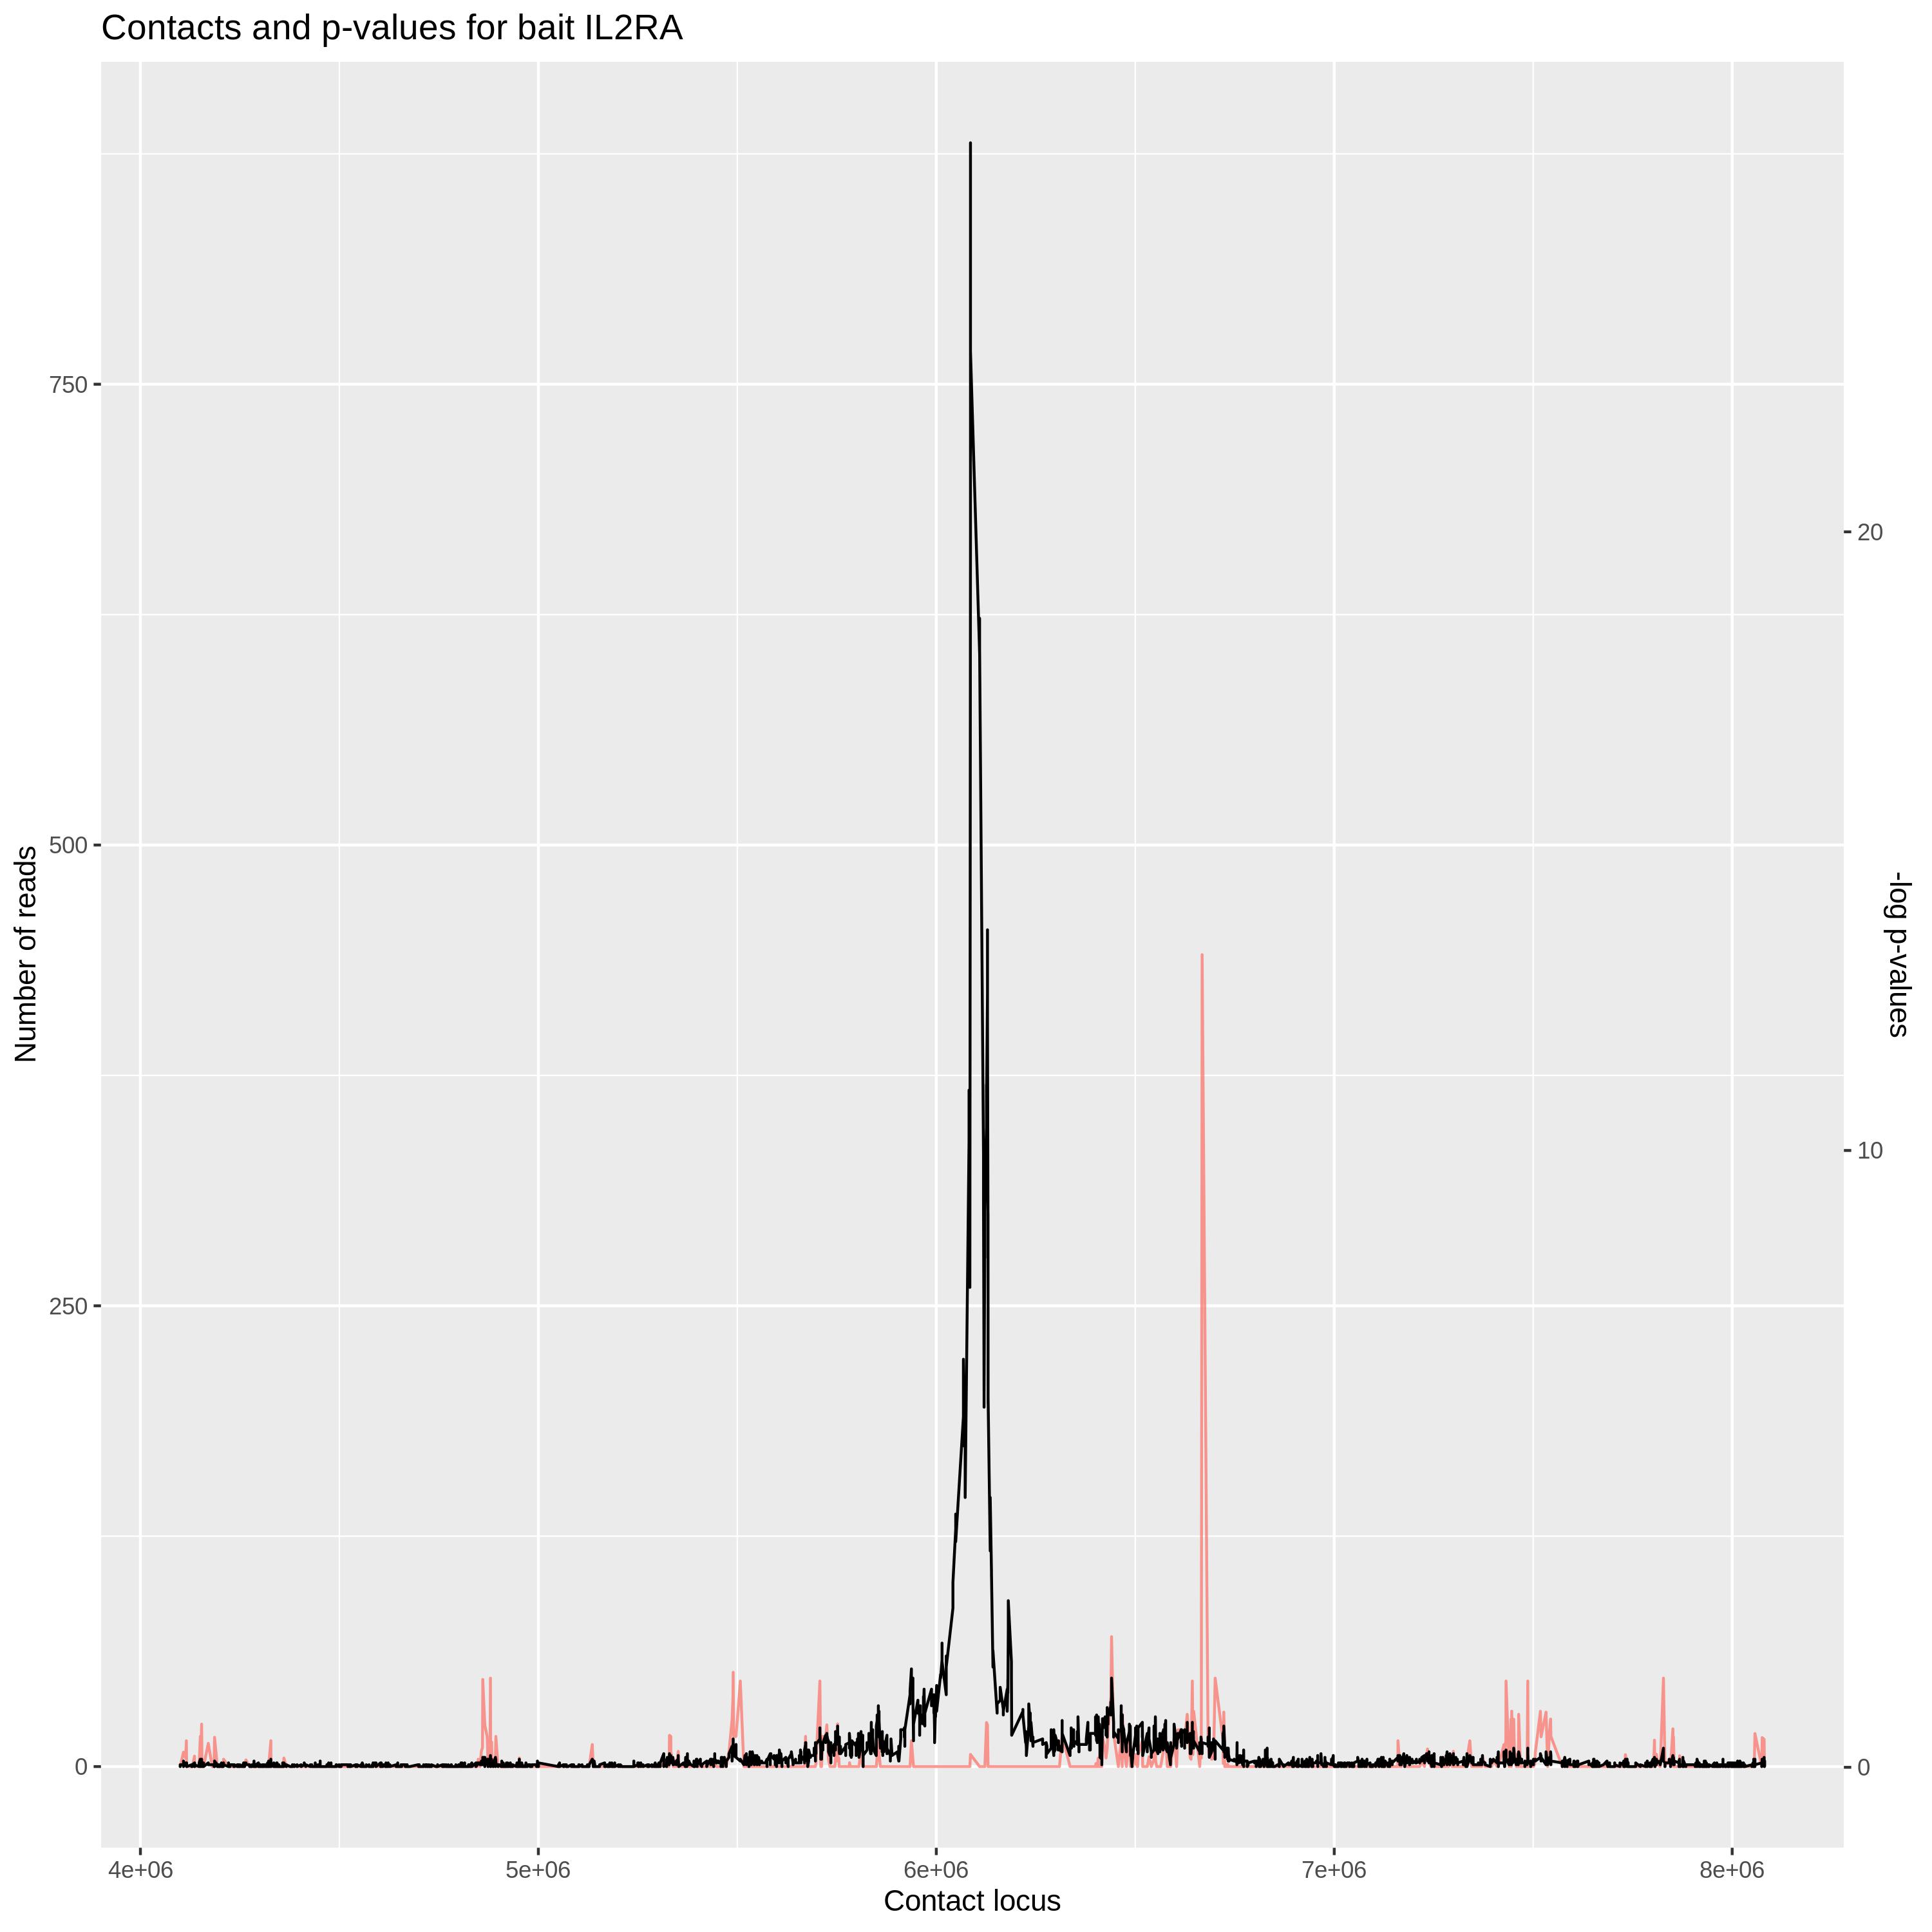 Contacts and p-values for bait IL2RA
Number of reads
750
500
250
0
20
10
0
-log p-values
4e+06
5e+06
6e+06
7e+06
8e+06
Contact locus